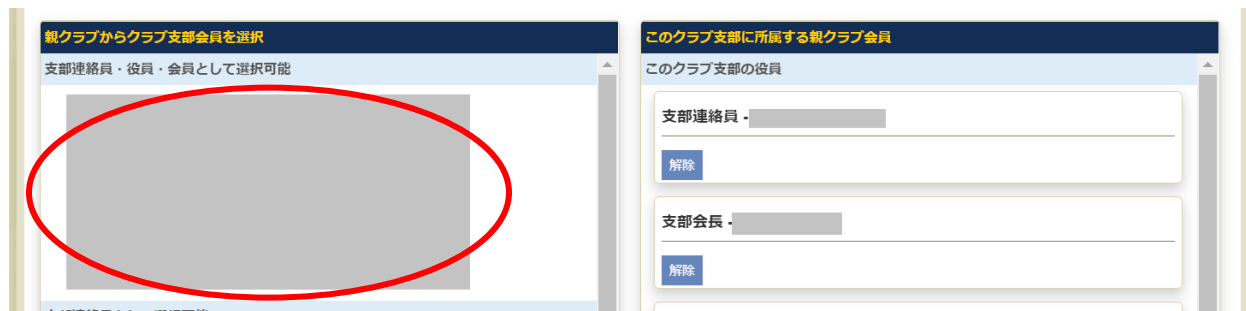 親クラブからクラブ支部会員を選択
支部連絡員・役員・会員として選択可能
このクラブ支部に所属する親クラブ会員
このクラブ支部の役員
支部連絡員 -
解除
支部会長 -
解除